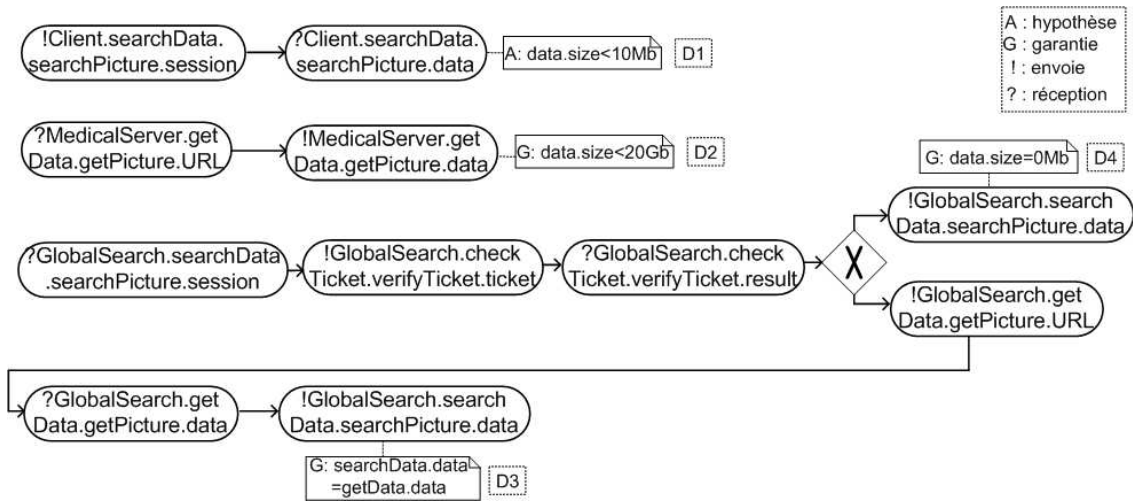 !Client.searchData.
searchPicture.session
?Client.searchData.
searchPicture.data
A: data.size<10Mb
D1
A : hypothèse
G : garantie
! : envoie
? : réception
?MedicalServer.get
Data.getPicture.URL
!MedicalServer.get
Data.getPicture.data
G: data.size<20Gb
D2
G: data.size=0Mb
D4
!GlobalSearch.search
Data.searchPicture.data
?GlobalSearch.searchData
.searchPicture.session
!GlobalSearch.check
Ticket.verifyTicket.ticket
?GlobalSearch.check
Ticket.verifyTicket.result
X
!GlobalSearch.get
Data.getPicture.URL
?GlobalSearch.get
Data.getPicture.data
!GlobalSearch.search
Data.searchPicture.data
G: searchData.data
=getData.data
D3